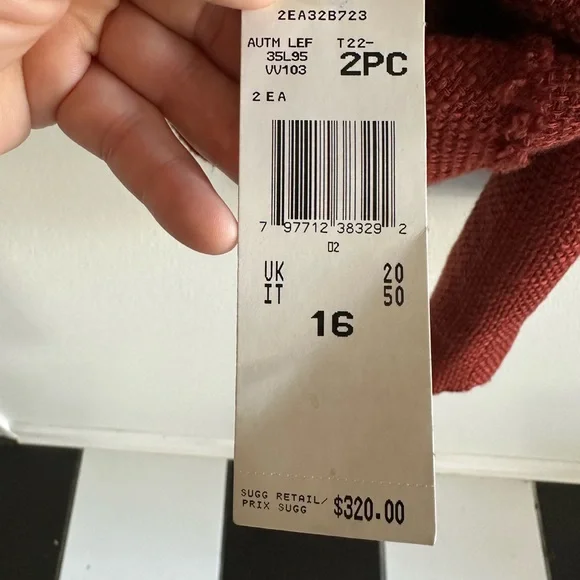 2EA32B723
AUTM LEF T22-
35L95 2PC
VV103
2 EA
7 97712 38329 2
02
UK 20
IT 50
16
SUGG RETAIL/
PRIX SUGG $320.00